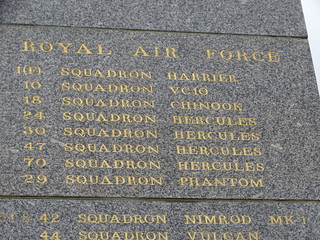 ROYAL AIR FORCE
1(F) SQUADRON HARRIER
10 SQUADRON VC10
18 SQUADRON CHINOOK
24 SQUADRON HERCULES
30 SQUADRON HERCULES
47 SQUADRON HERCULES
70 SQUADRON HERCULES
29 SQUADRON PHANTOM
42 SQUADRON NIMROD MK-1
44 SQUADRON VULCAN